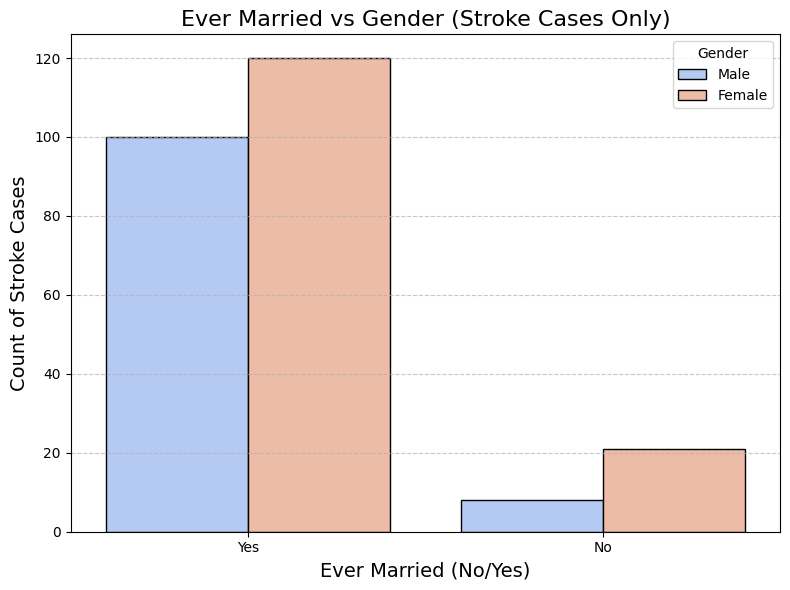 Ever Married vs Gender (Stroke Cases Only)
Gender
Male
Female
Count of Stroke Cases
120
100
80
60
40
20
0
Yes
No
Ever Married (No/Yes)